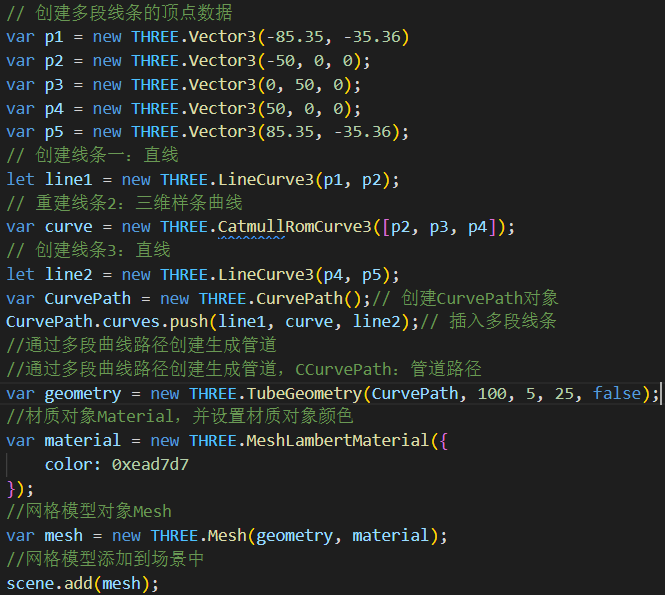 // 创建多段线条的顶点数据
var p1 = new THREE.Vector3(-85.35, -35.36)
var p2 = new THREE.Vector3(-50, 0, 0);
var p3 = new THREE.Vector3(0, 50, 0);
var p4 = new THREE.Vector3(50, 0, 0);
var p5 = new THREE.Vector3(85.35, -35.36);
// 创建线条一：直线
let line1 = new THREE.LineCurve3(p1, p2);
// 重建线条2：三维样条曲线
var curve = new THREE.CatmullRomCurve3([p2, p3, p4]);
// 创建线条3：直线
let line2 = new THREE.LineCurve3(p4, p5);
var CurvePath = new THREE.CurvePath();// 创建CurvePath对象
CurvePath.curves.push(line1, curve, line2);// 插入多段线条
//通过多段曲线路径创建生成管道
//通过多段曲线路径创建生成管道，CCurvePath：管道路径
var geometry = new THREE.TubeGeometry(CurvePath, 100, 5, 25, false);
//材质对象Material，并设置材质对象颜色
var material = new THREE.MeshLambertMaterial({
    color: 0xead7d7
});
//网格模型对象Mesh
var mesh = new THREE.Mesh(geometry, material);
//网格模型添加到场景中
scene.add(mesh);